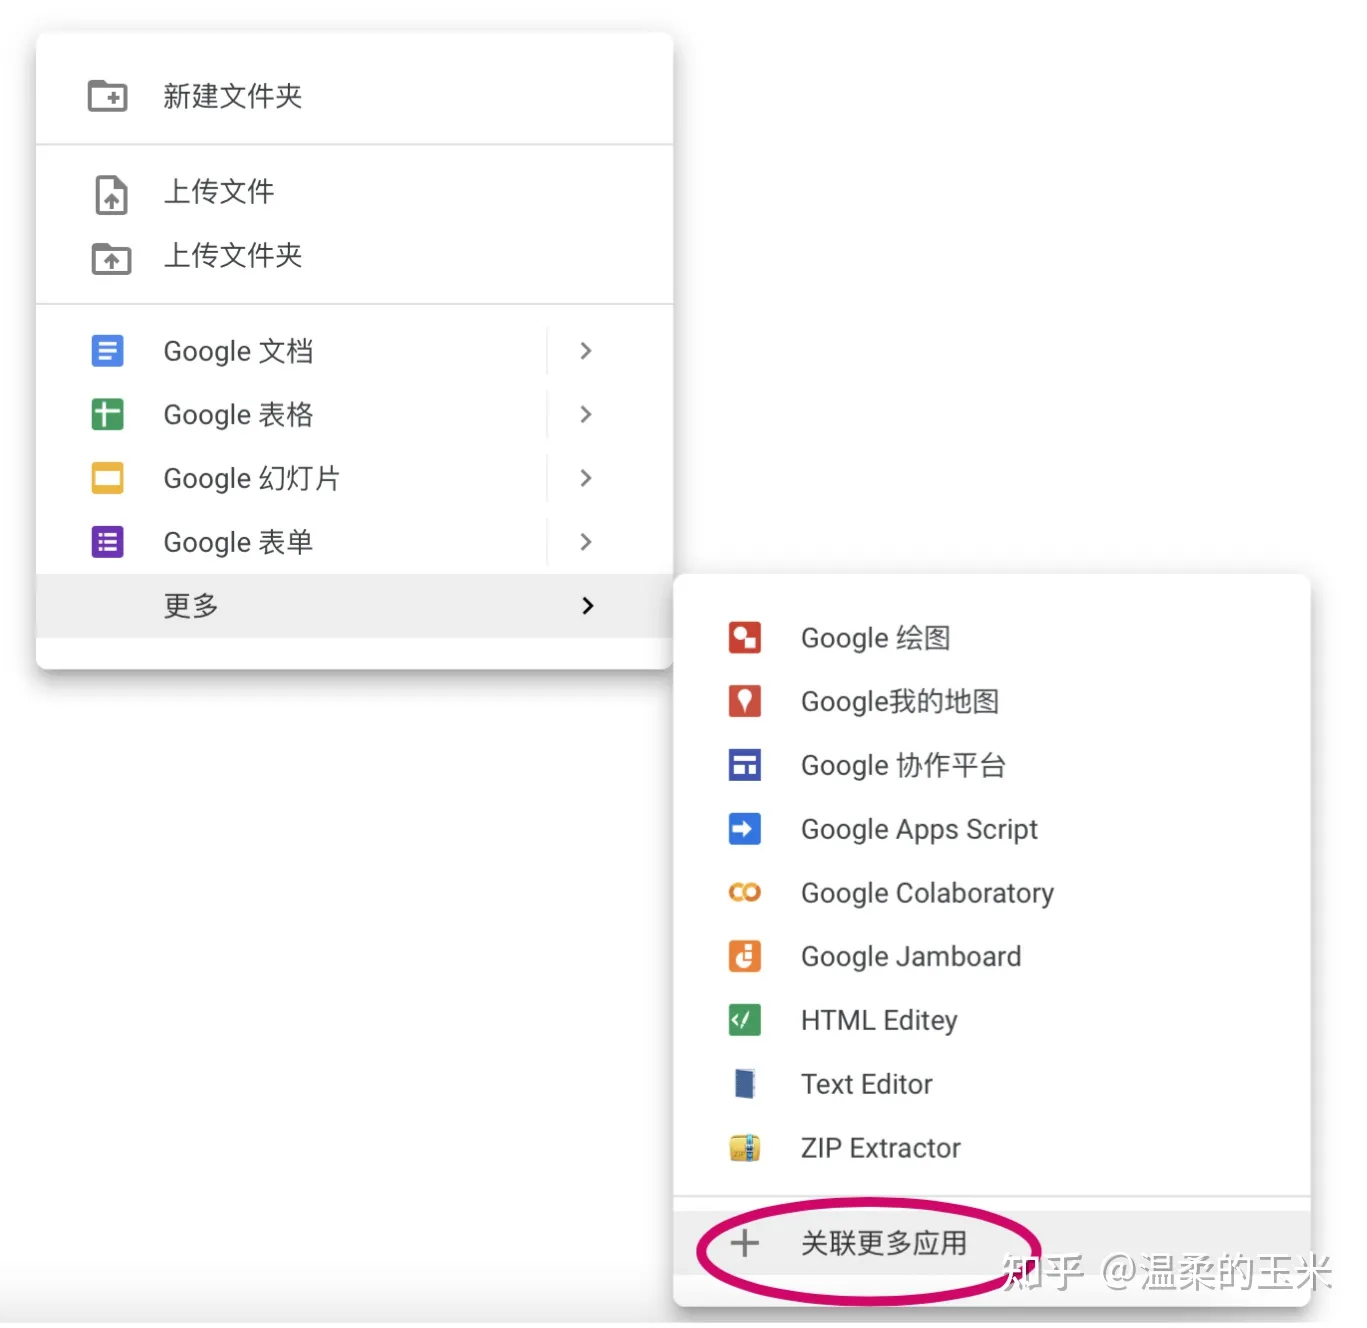 新建文件夹
上传文件
上传文件夹
Google 文档
Google 表格
Google 幻灯片
Google 表单
更多
Google 绘图
Google我的地图
Google 协作平台
Google Apps Script
Google Colaboratory
Google Jamboard
HTML Editey
Text Editor
ZIP Extractor
关联更多应用
知乎 @温柔的玉米